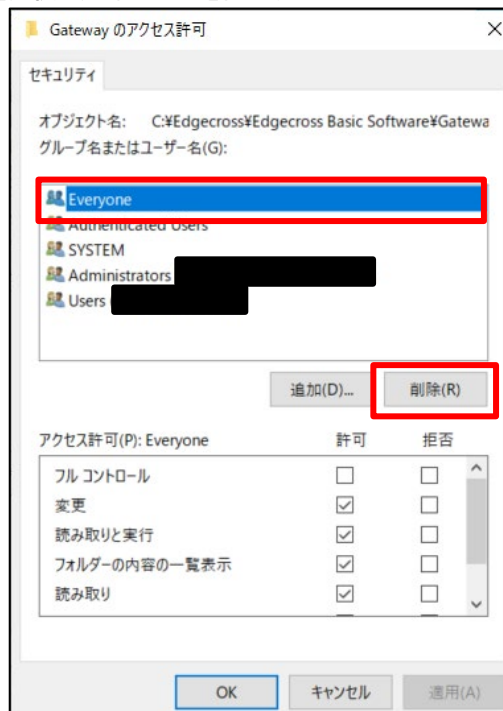 Gateway のアクセス許可
セキュリティ
オブジェクト名: C:¥Edgecross¥Edgecross Basic Software¥Gatewa
グループ名またはユーザー名(G):
Everyone
Authenticated Users
SYSTEM
Administrators
Users
追加(D)...
削除(R)
アクセス許可(P): Everyone 許可 拒否
フル コントロール
変更
読み取りと実行
フォルダーの内容の一覧表示
読み取り
OK キャンセル 適用(A)